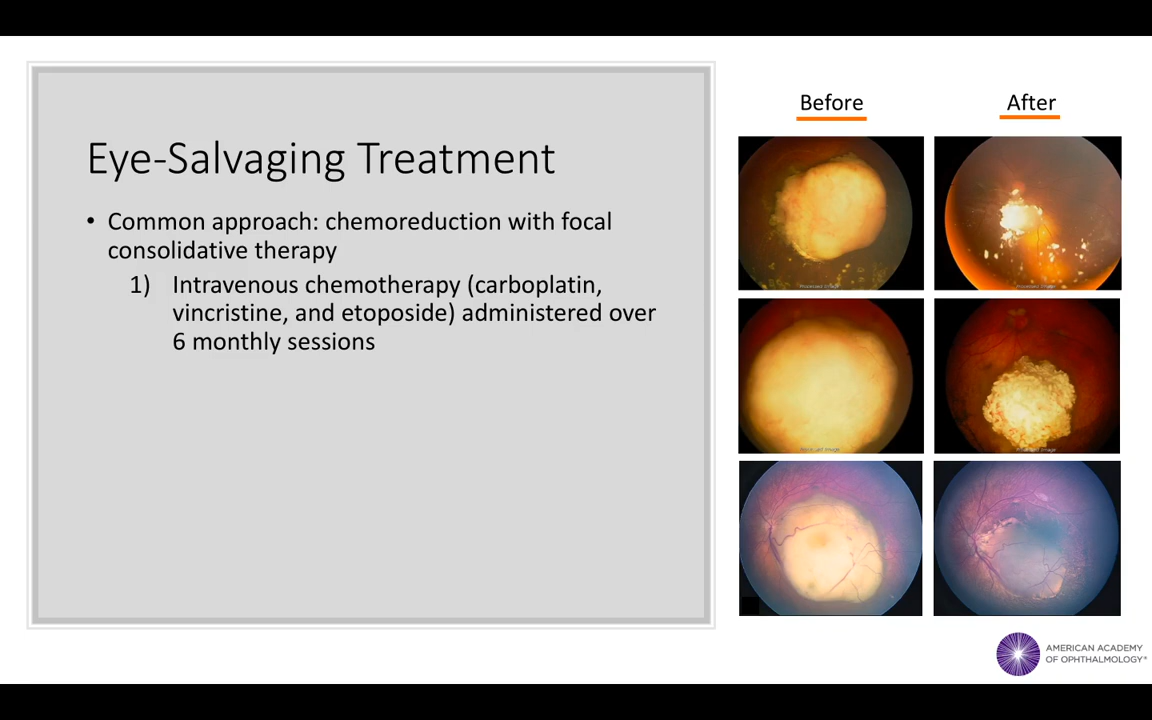 Eye-Salvaging Treatment
• Common approach: chemoreduction with focal
consolidative therapy
1) Intravenous chemotherapy (carboplatin,
vincristine, and etoposide) administered over
6 monthly sessions
Before
After
AMERICAN ACADEMY
OF OPHTHALMOLOGY®